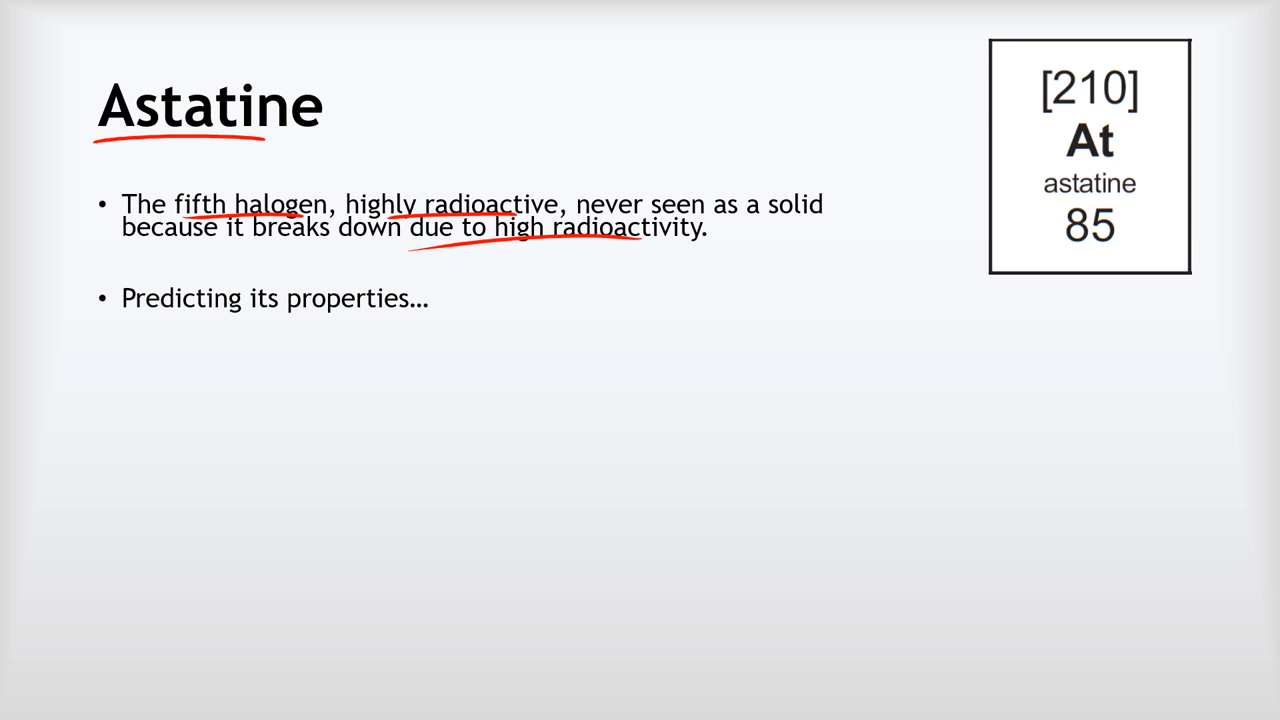 Astatine
• The fifth halogen, highly radioactive, never seen as a solid
because it breaks down due to high radioactivity.
• Predicting its properties…
[210]
At
astatine
85